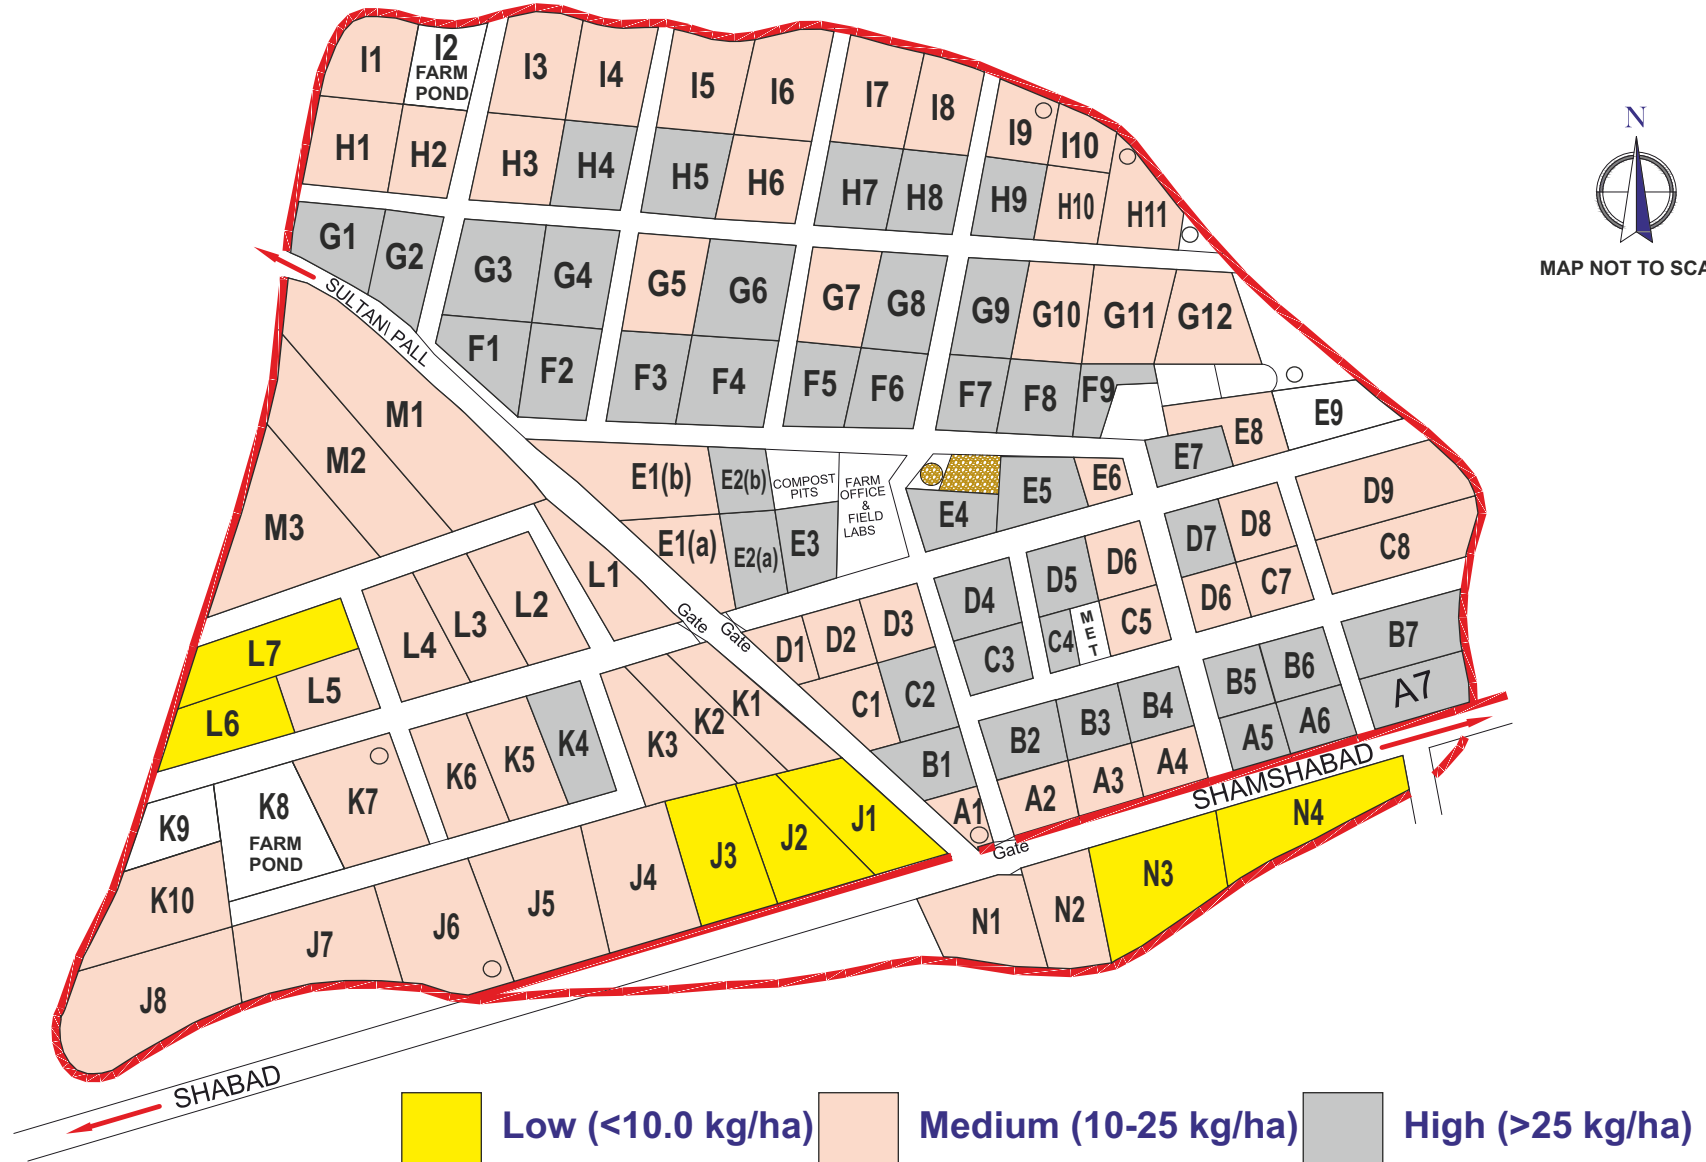 I1
I2
FARM
POND
I3
I4
I5
I6
I7
I8
I9
I10
H1
H2
H3
H4
H5
H6
H7
H8
H9
H10
H11
N
MAP NOT TO SCA
G1
G2
G3
G4
G5
G6
G7
G8
G9
G10
G11
G12
SULTAN\ PALL
F1
F2
F3
F4
F5
F6
F7
F8
F9
M1
M2
M3
E1(b)
E2(b)
COMPOST
PITS
FARM
OFFICE
&
FIELD
LABS
E1(a)
E2(a)
E3
E4
E5
E6
E7
E8
E9
L1
L2
L3
L4
L5
L6
L7
Gate
Gate
D1
D2
D3
D4
D5
D6
D7
D8
D9
D6
C1
C2
C3
C4
M
E
T
C5
C7
C8
K1
K2
K3
K4
K5
K6
K7
K8
FARM
POND
K9
K10
B1
B2
B3
B4
B5
B6
B7
A1
A2
A3
A4
A5
A6
A7
SHAMSHABAD
Gate
J1
J2
J3
J4
J5
J6
J7
J8
N1
N2
N3
N4
SHABAD
Low (<10.0 kg/ha)
Medium (10-25 kg/ha)
High (>25 kg/ha)